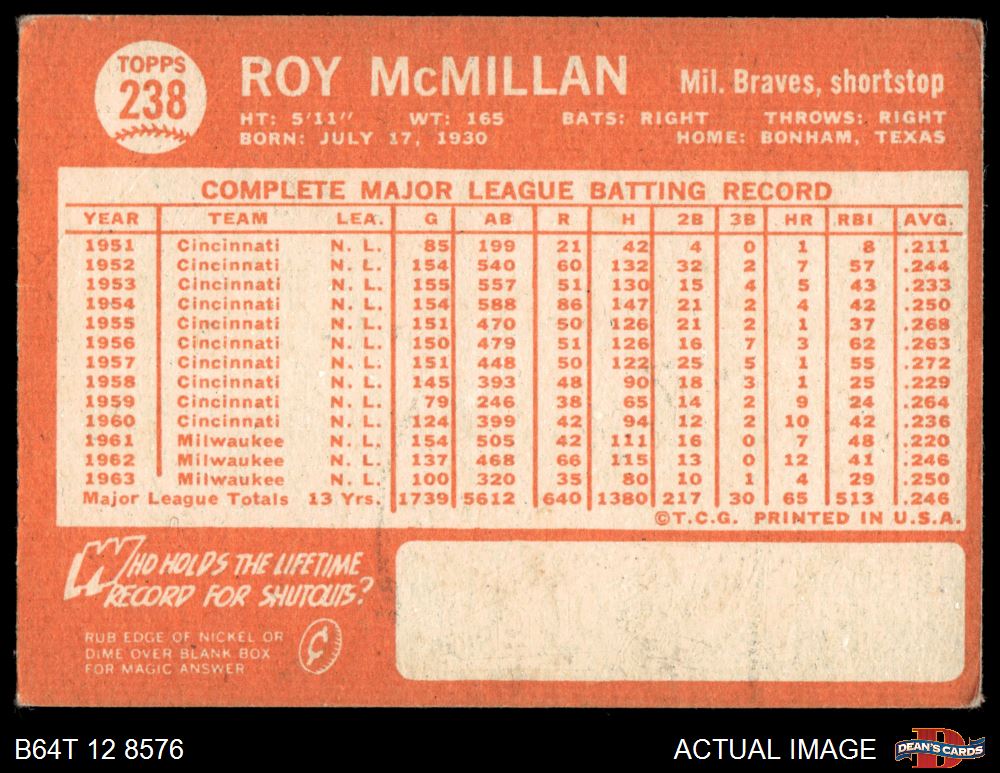 TOPPS
238
ROY McMILLAN Mil. Braves, shortstop
HT: 5'11" WT: 165 BATS: RIGHT THROWS: RIGHT
BORN: JULY 17, 1930 HOME: BONHAM, TEXAS
COMPLETE MAJOR LEAGUE BATTING RECORD
YEAR TEAM LEA. G AB R H 2B 3B HR RBI AVG.
1951 Cincinnati N. L. 85 199 21 42 4 0 1 8 .211
1952 Cincinnati N. L. 154 540 60 132 32 2 7 57 .244
1953 Cincinnati N. L. 155 557 51 130 15 4 5 43 .233
1954 Cincinnati N. L. 154 588 86 147 21 2 4 42 .250
1955 Cincinnati N. L. 151 470 50 126 21 2 1 37 .268
1956 Cincinnati N. L. 150 479 51 126 16 7 3 62 .263
1957 Cincinnati N. L. 151 448 50 122 25 5 1 55 .272
1958 Cincinnati N. L. 145 393 48 90 18 3 1 25 .229
1959 Cincinnati N. L. 79 246 38 65 14 2 9 24 .264
1960 Cincinnati N. L. 124 399 42 94 12 2 10 42 .236
1961 Milwaukee N. L. 154 505 42 111 16 0 7 48 .220
1962 Milwaukee N. L. 137 468 66 115 13 0 12 41 .246
1963 Milwaukee N. L. 100 320 35 80 10 1 4 29 .250
Major League Totals 13 Yrs. 1739 5612 640 1380 217 30 65 513 .246
©T.C.G. PRINTED IN U.S.A.
WHO HOLDS THE LIFETIME
RECORD FOR SHUTOUTS?
RUB EDGE OF NICKEL OR
DIME OVER BLANK BOX
FOR MAGIC ANSWER
¢
B64T 12 8576 ACTUAL IMAGE D DEAN'S CARDS